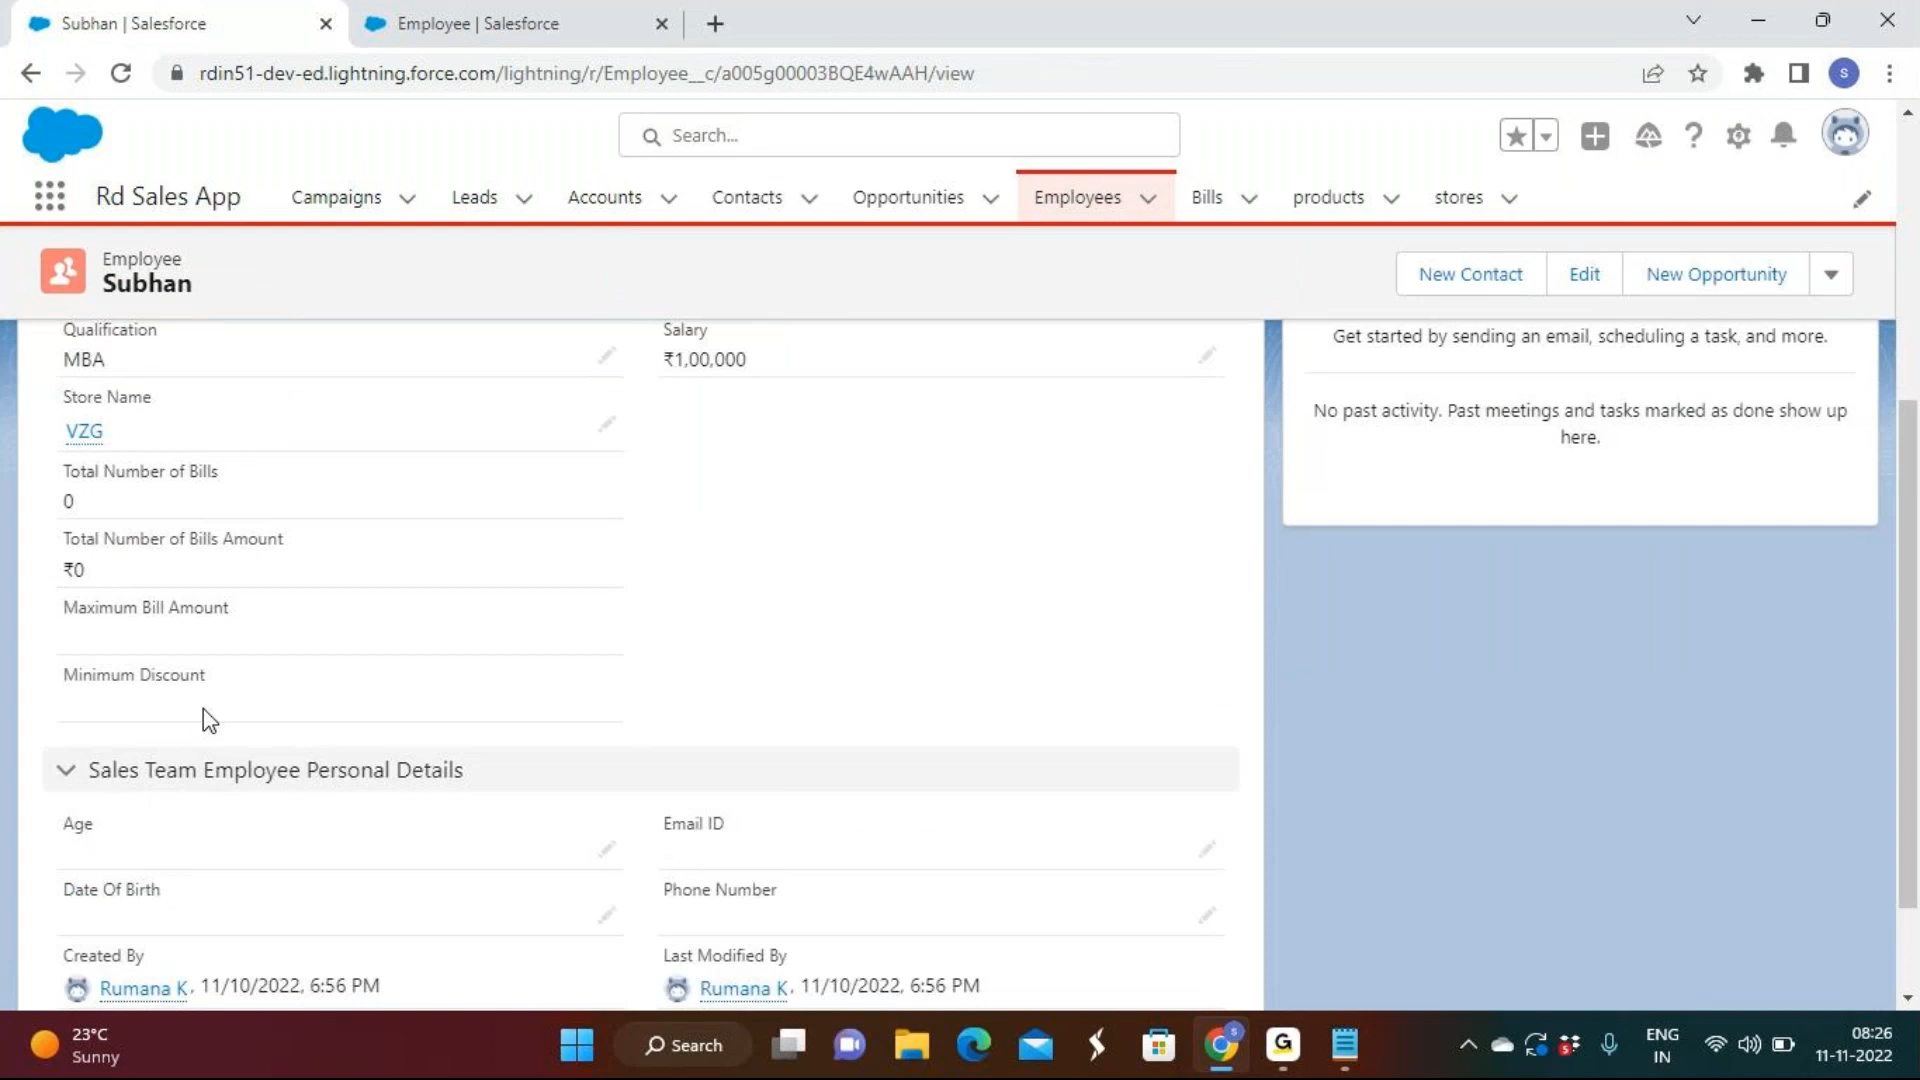 Subhan | Salesforce
Employee | Salesforce
rdin51-dev-ed.lightning.force.com/lightning/r/Employee__c/a005g00003BQE4wAAH/view
S
Search...
Rd Sales App
Campaigns
Leads
Accounts
Contacts
Opportunities
Employees
Bills
products
stores
Employee
Subhan
New Contact
Edit
New Opportunity
Qualification
MBA
Salary
₹1,00,000
Store Name
VZG
Total Number of Bills
0
Total Number of Bills Amount
₹0
Maximum Bill Amount
Minimum Discount
Get started by sending an email, scheduling a task, and more.
No past activity. Past meetings and tasks marked as done show up
here.
Sales Team Employee Personal Details
Age
Email ID
Date Of Birth
Phone Number
Created By
Rumana K, 11/10/2022, 6:56 PM
Last Modified By
Rumana K, 11/10/2022, 6:56 PM
23°C
Sunny
Search
S
G
5
ENG
IN
08:26
11-11-2022